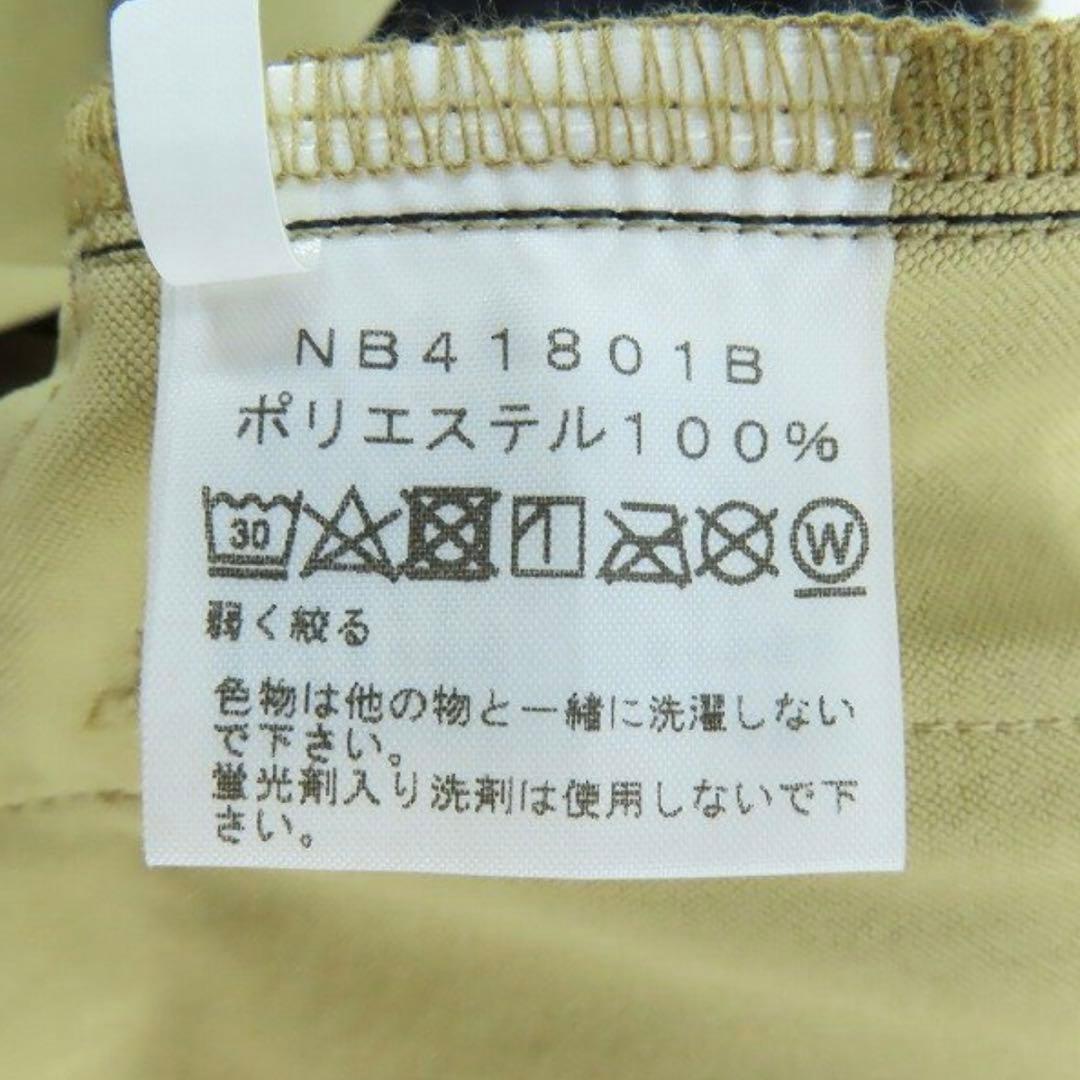 NB41801B
ポリエステル100%
30 W
弱く絞る
色物は他の物と一緒に洗濯しない
で下さい。
蛍光剤入り洗剤は使用しないで下
さい。